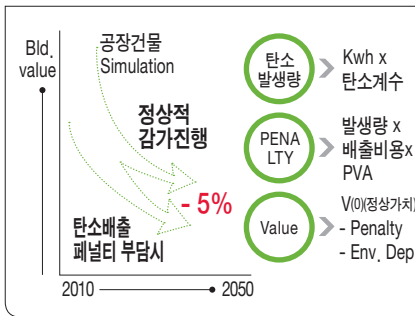 Bld.
value
공장건물
Simulation
정상적
감가진행
- 5%
탄소배출
패널티 부담시
2010
2050
탄소
발생량
Kwh x
탄소계수
PENA
LTY
발생량 x
배출비용x
PVA
Value
V(0)(정상가치)
- Penalty
- Env. Dep